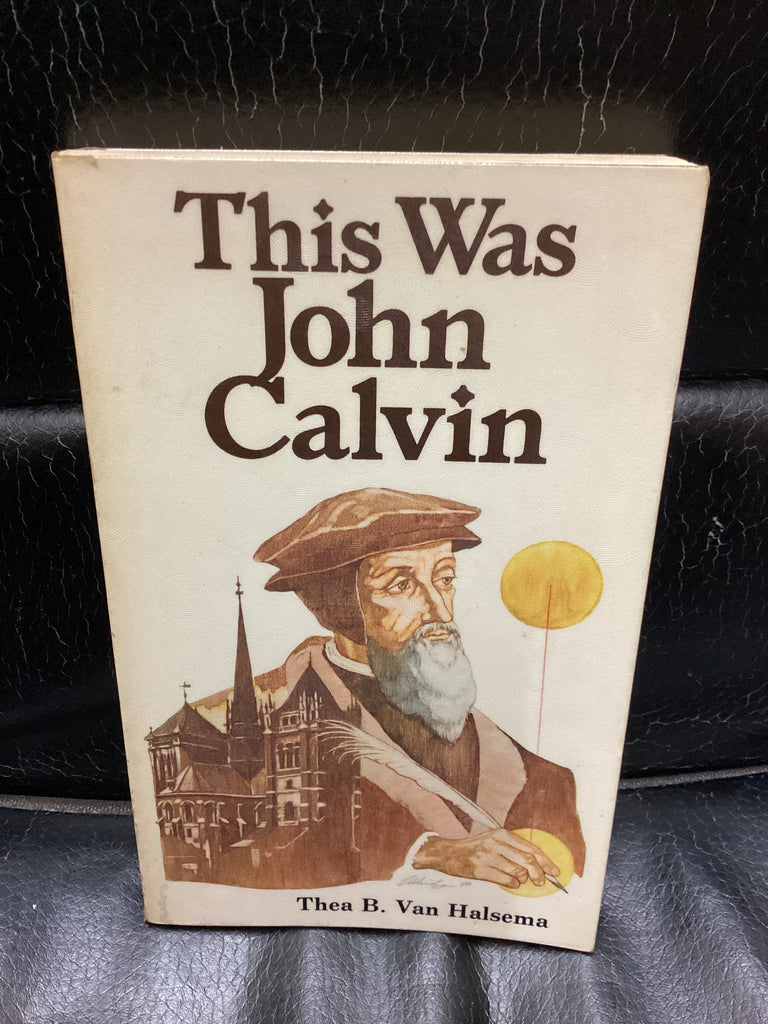 This Was
John
Calvin
Thea B. Van Halsema